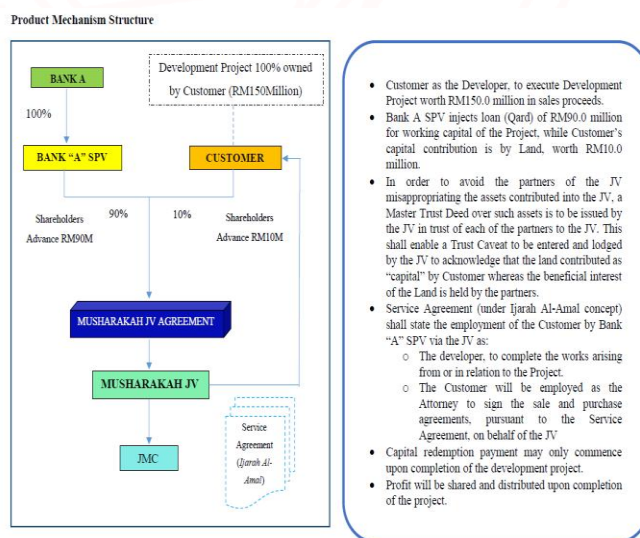 Product Mechanism Structure
BANK A
Development Project 100% owned
by Customer (RM150Million)
100%
BANK “A” SPV
CUSTOMER
Shareholders
Advance RM90M
90%
10%
Shareholders
Advance RM10M
MUSHARAKAH JV AGREEMENT
MUSHARAKAH JV
Service
Agreement
(Ijarah Al-
Amal)
JMC
• Customer as the Developer, to execute Development
Project worth RM150.0 million in sales proceeds.
• Bank A SPV injects loan (Qard) of RM90.0 million
for working capital of the Project, while Customer’s
capital contribution is by Land, worth RM10.0
million.
• In order to avoid the partners of the JV
misappropriating the assets contributed into the JV, a
Master Trust Deed over such assets is to be issued by
the JV in trust of each of the partners to the JV. This
shall enable a Trust Caveat to be entered and lodged
by the JV to acknowledge that the land contributed as
“capital” by Customer whereas the beneficial interest
of the Land is held by the partners.
• Service Agreement (under Ijarah Al-Amal concept)
shall state the employment of the Customer by Bank
“A” SPV via the JV as:
○ The developer, to complete the works arising
from or in relation to the Project.
○ The Customer will be employed as the
Attorney to sign the sale and purchase
agreements, pursuant to the Service
Agreement, on behalf of the JV
• Capital redemption payment may only commence
upon completion of the development project.
• Profit will be shared and distributed upon completion
of the project.